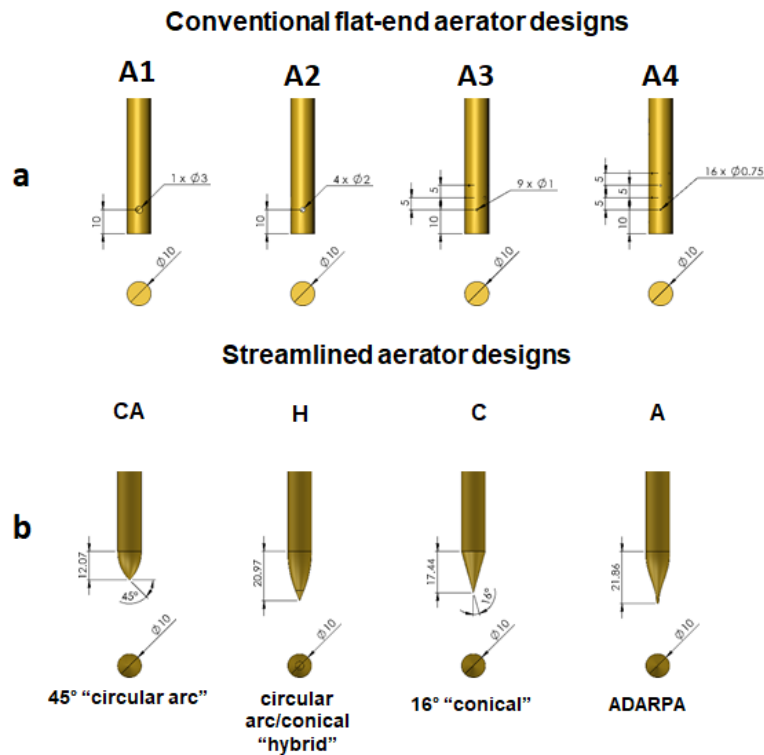 Conventional flat-end aerator designs
A1 A2 A3 A4
a
1 x Ø3
10
Ø10
4 x Ø2
10
Ø10
9 x Ø1
5
5
10
Ø10
16 x Ø0.75
5
5
5
10
Ø10
Streamlined aerator designs
CA H C A
b
12.07
45°
Ø10
20.97
Ø10
17.44
16°
Ø10
21.86
Ø10
45° “circular arc”
circular
arc/conical
“hybrid”
16° “conical”
ADARPA